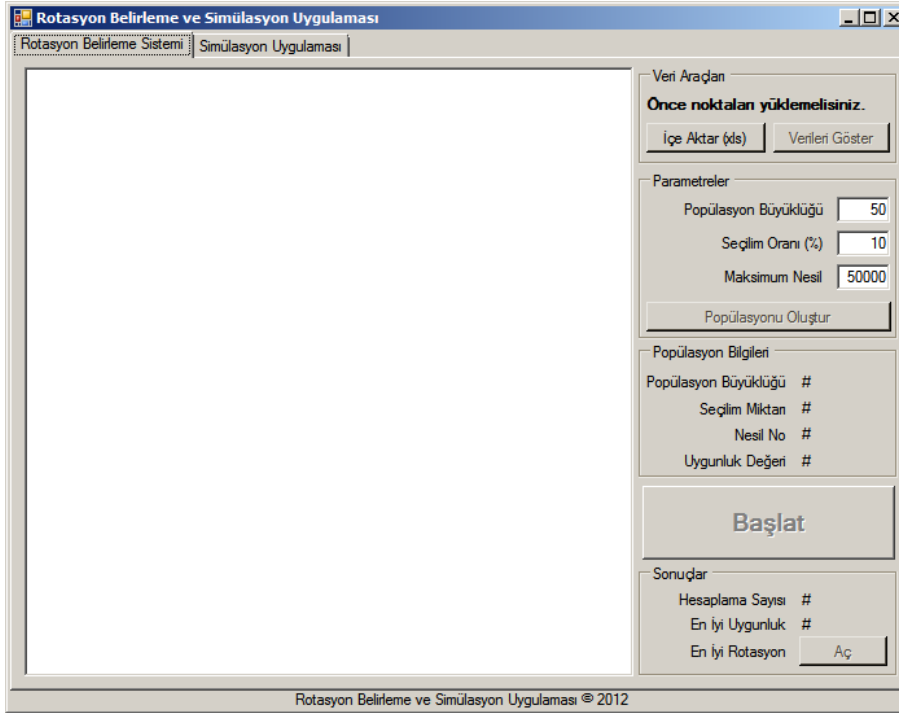 Rotasyon Belirleme ve Simülasyon Uygulaması
Rotasyon Belirleme Sistemi Simülasyon Uygulaması
Veri Araçları
Önce noktaları yüklemelisiniz.
İçe Aktar (xls) Verileri Göster
Parametreler
Popülasyon Büyüklüğü 50
Seçilim Oranı (%) 10
Maksimum Nesil 50000
Popülasyonu Oluştur
Popülasyon Bilgileri
Popülasyon Büyüklüğü #
Seçilim Miktarı #
Nesil No #
Uygunluk Değeri #
Başlat
Sonuçlar
Hesaplama Sayısı #
En İyi Uygunluk #
En İyi Rotasyon Aç
Rotasyon Belirleme ve Simülasyon Uygulaması © 2012